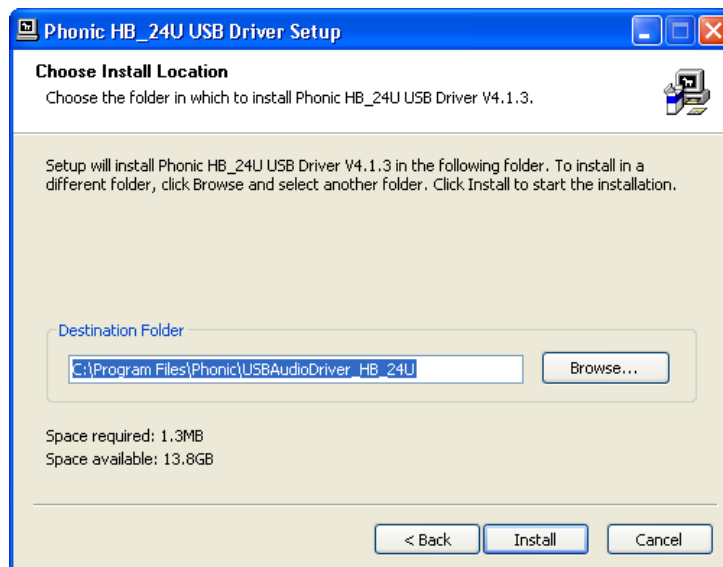 Phonic HB_24U USB Driver Setup
Choose Install Location
Choose the folder in which to install Phonic HB_24U USB Driver V4.1.3.
Setup will install Phonic HB_24U USB Driver V4.1.3 in the following folder. To install in a
different folder, click Browse and select another folder. Click Install to start the installation.
Destination Folder
C:\Program Files\Phonic\USBAudioDriver_HB_24U
Browse...
Space required: 1.3MB
Space available: 13.8GB
< Back
Install
Cancel